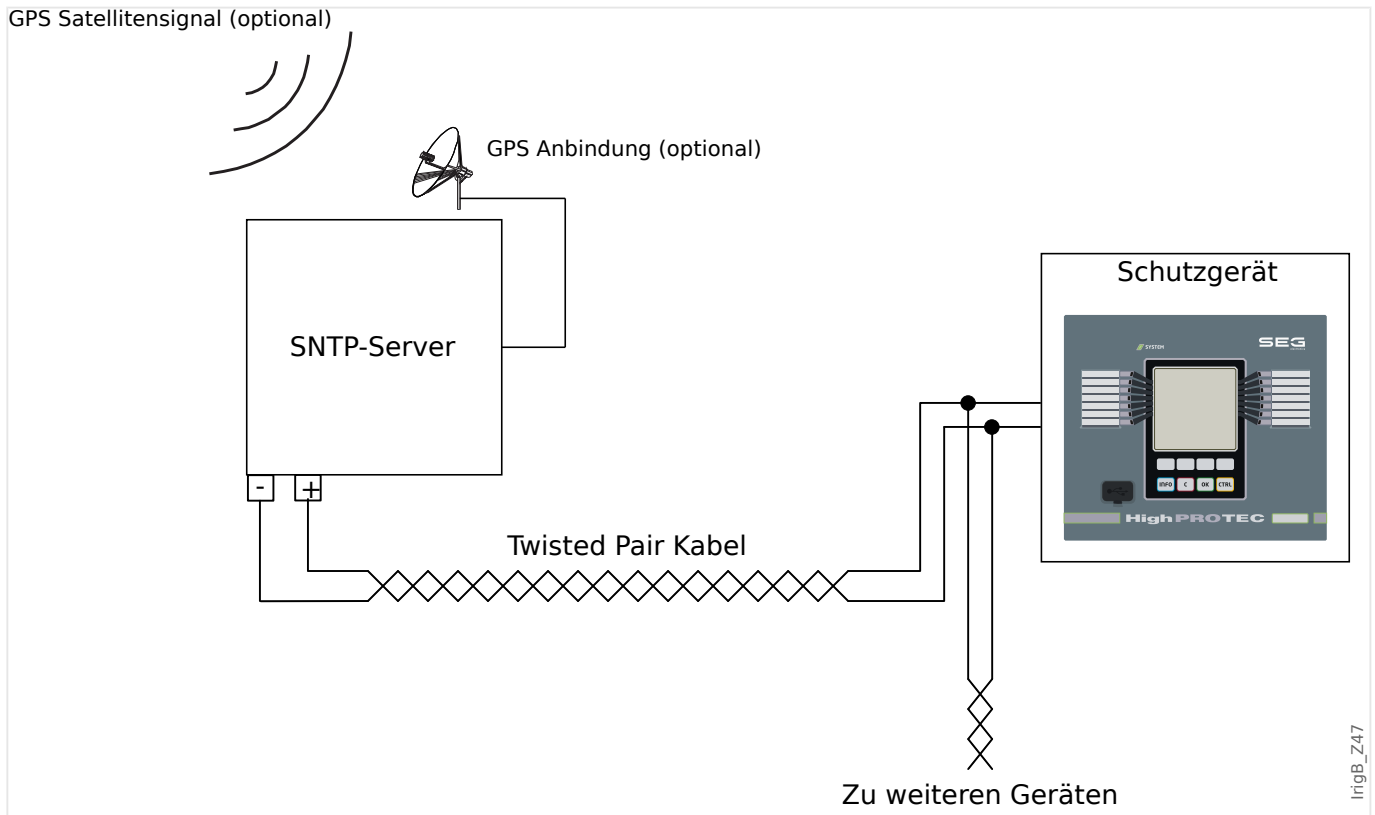 GPS Satellitensignal (optional)
GPS Anbindung (optional)
SNTP-Server
- +
Twisted Pair Kabel
Schutzgerät
SYSTEM
SEG
INFO C OK CTRL
HighPROTEC
Zu weiteren Geräten
IrigB_Z47